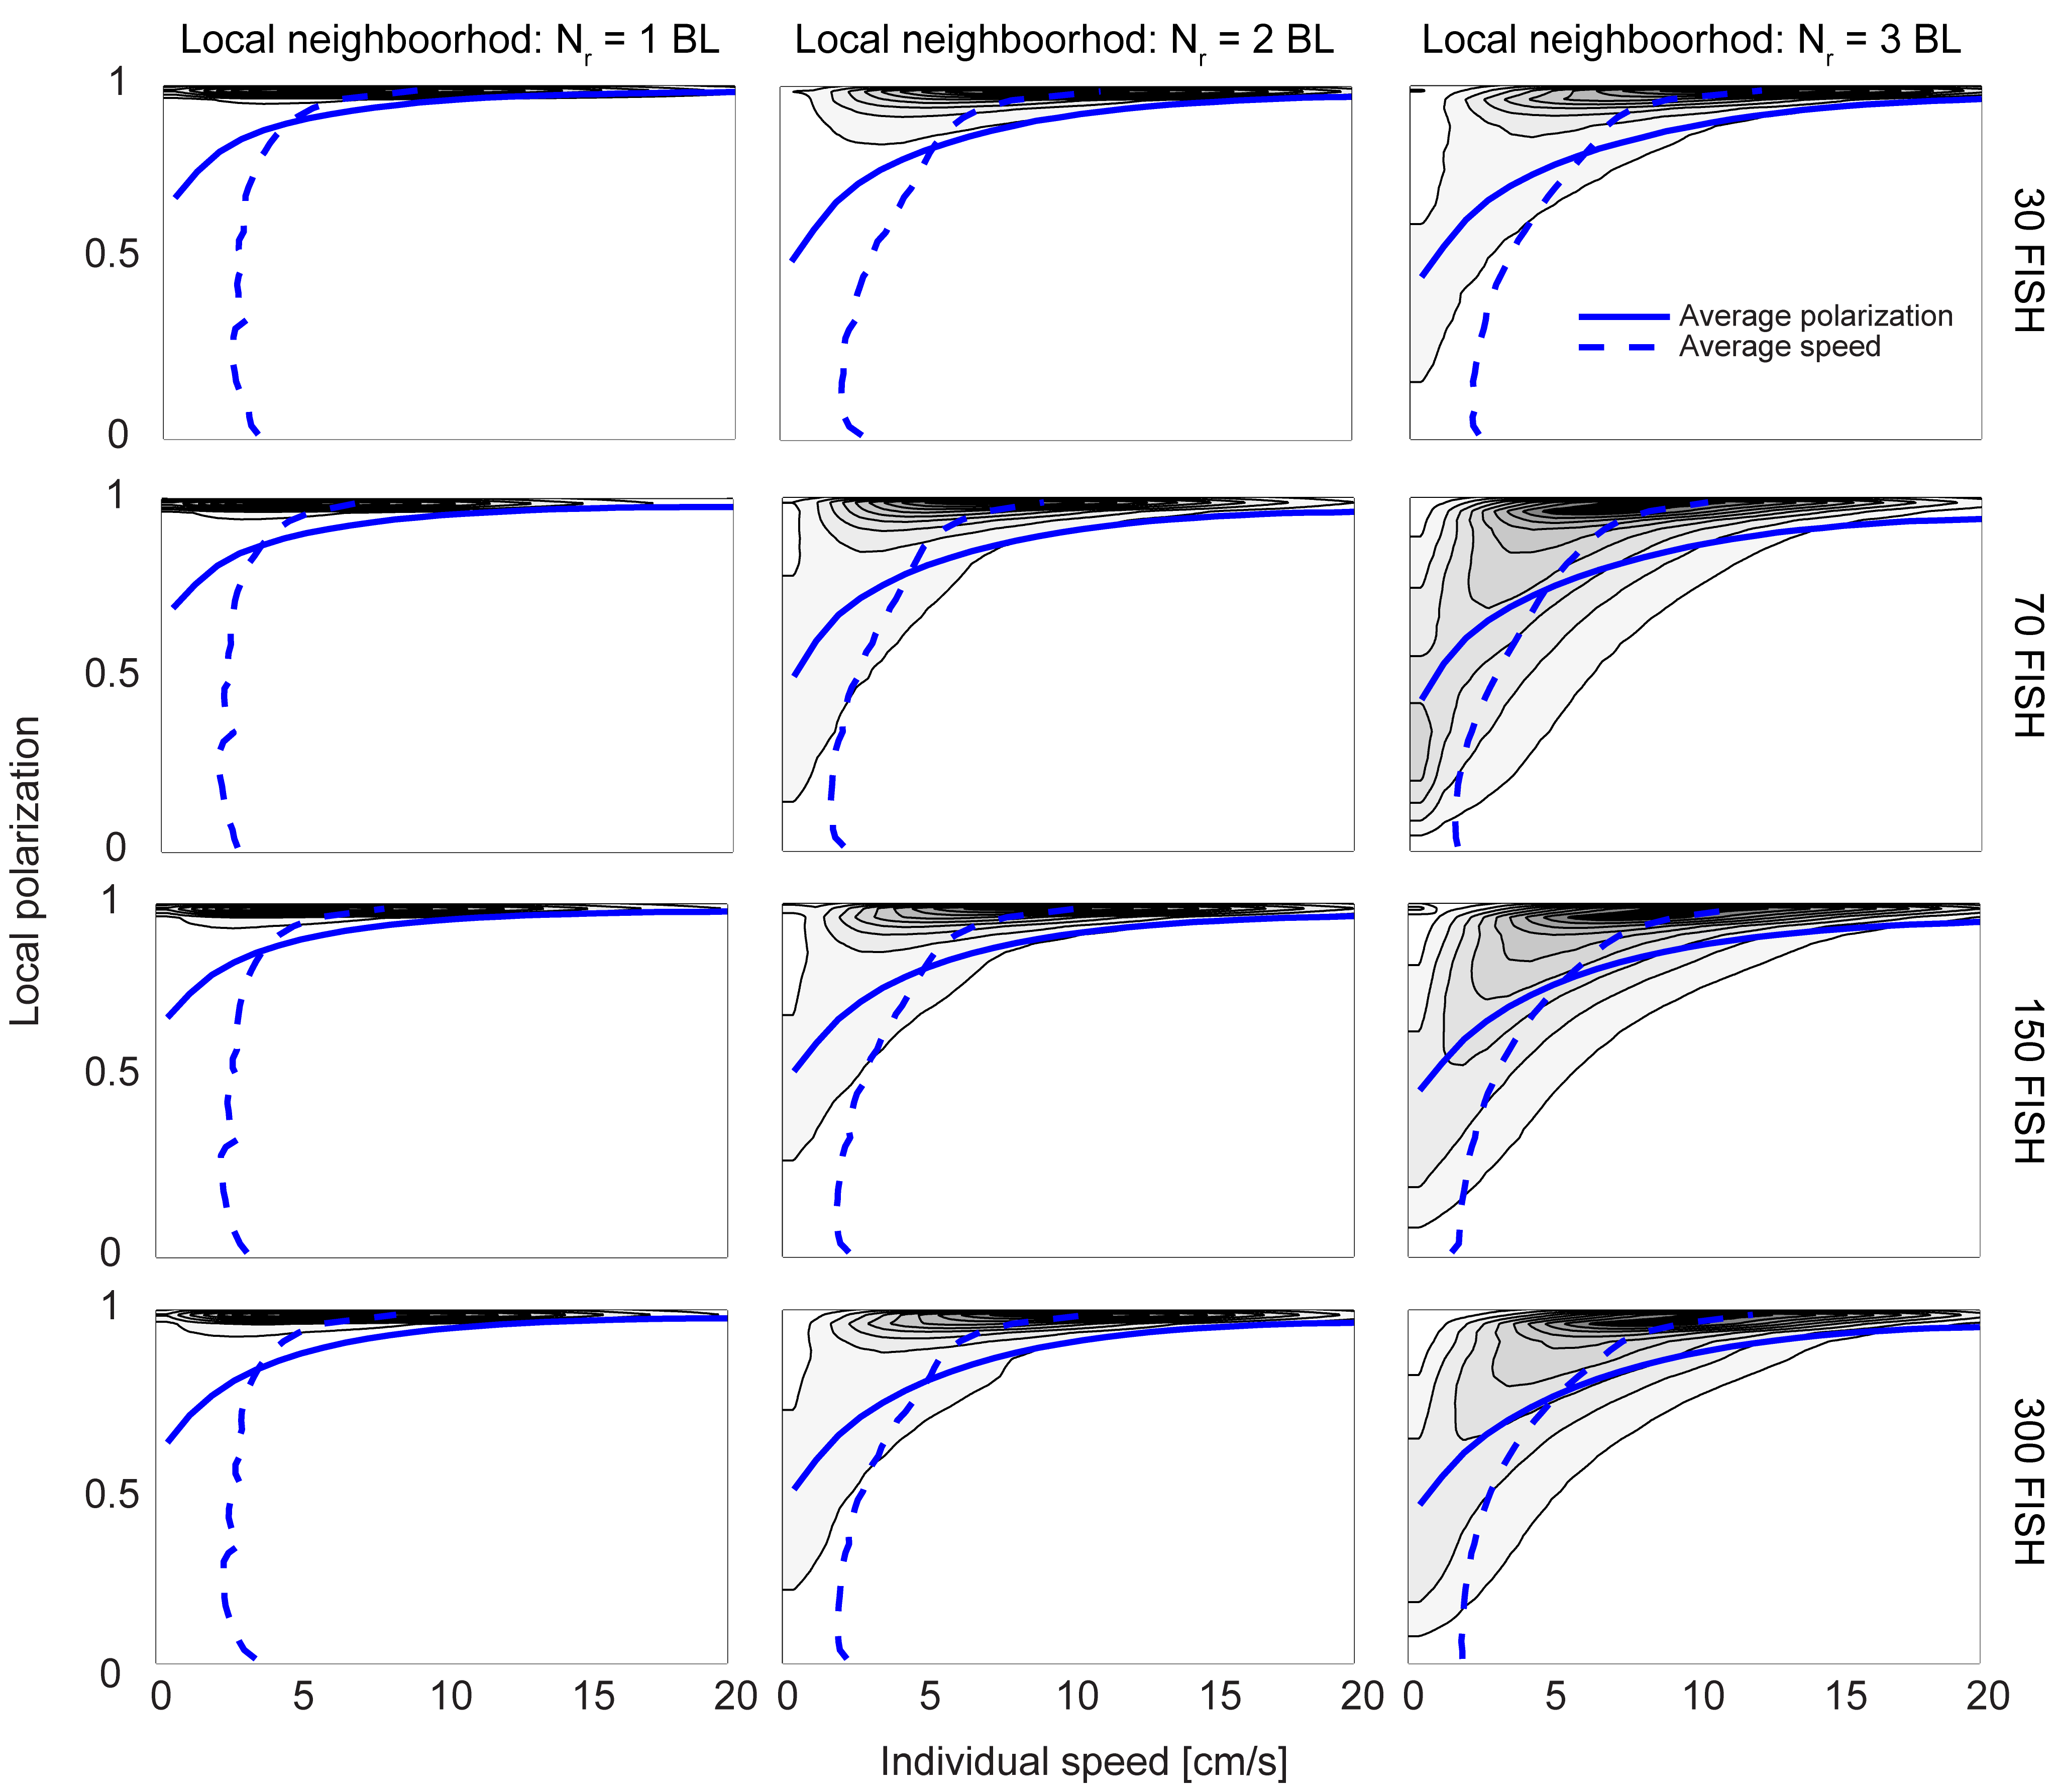 Local neighboorhod: Nr = 1 BL
Local neighboorhod: Nr = 2 BL
Local neighboorhod: Nr = 3 BL
1
0.5
0
Average polarization
Average speed
30 FISH
1
0.5
0
70 FISH
Local polarization
1
0.5
0
150 FISH
1
0.5
0
300 FISH
0 5 10 15 20
0 5 10 15 20
0 5 10 15 20
Individual speed [cm/s]